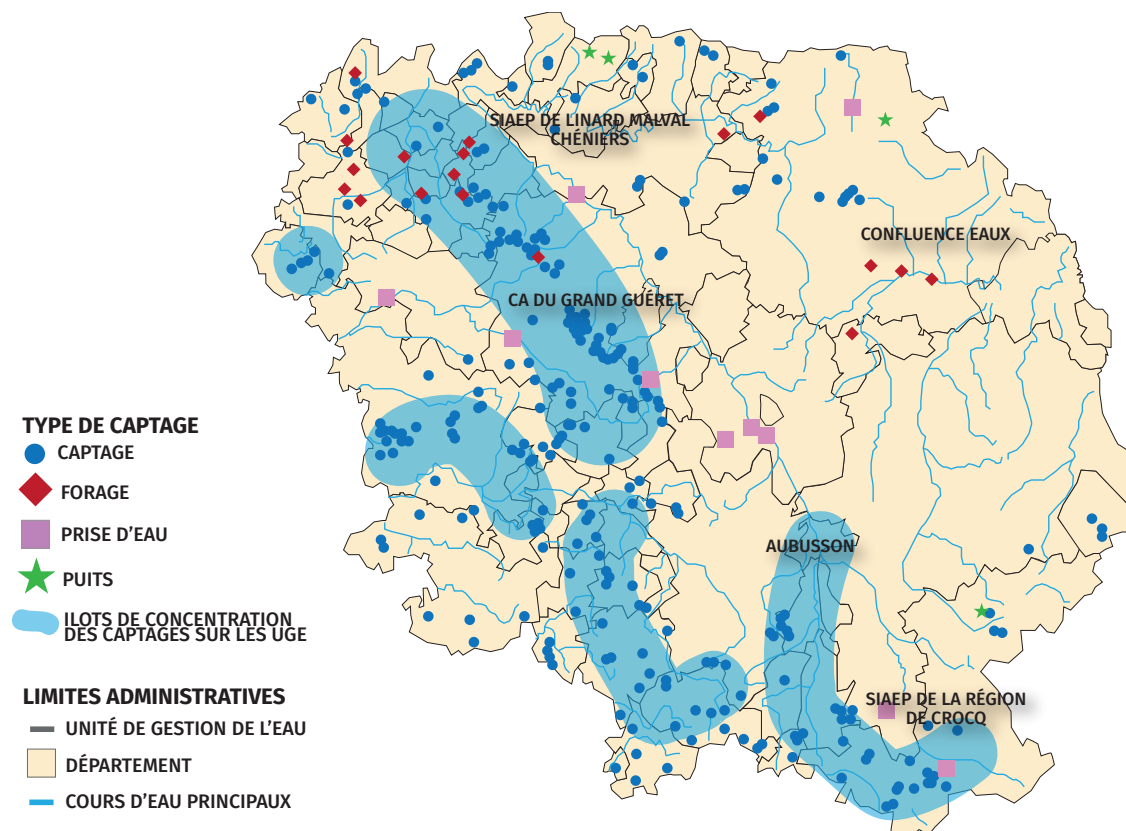 SIAEP DE LINARD MALVAL
CHÉNIERS
CONFLUENCE EAUX
CA DU GRAND GUÉRET
AUBUSSON
SIAEP DE LA RÉGION
DE CROCQ
TYPE DE CAPTAGE
CAPTAGE
FORAGE
PRISE D'EAU
PUITS
ILOTS DE CONCENTRATION
DES CAPTAGES SUR LES UGE
LIMITES ADMINISTRATIVES
UNITÉ DE GESTION DE L'EAU
DÉPARTEMENT
COURS D'EAU PRINCIPAUX